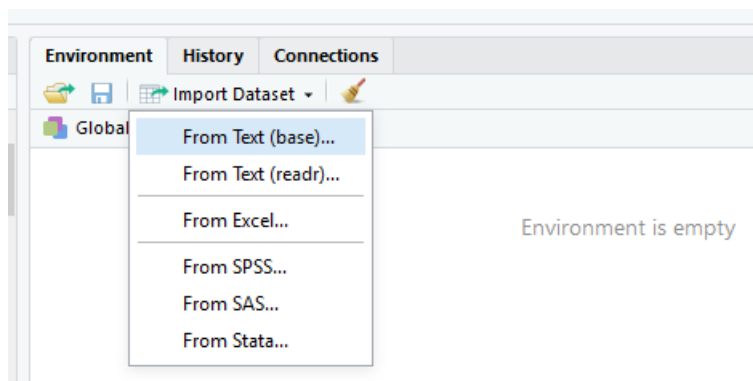 Environment History Connections
Import Dataset
Global
From Text (base)...
From Text (readr)...
From Excel...
Environment is empty
From SPSS...
From SAS...
From Stata...